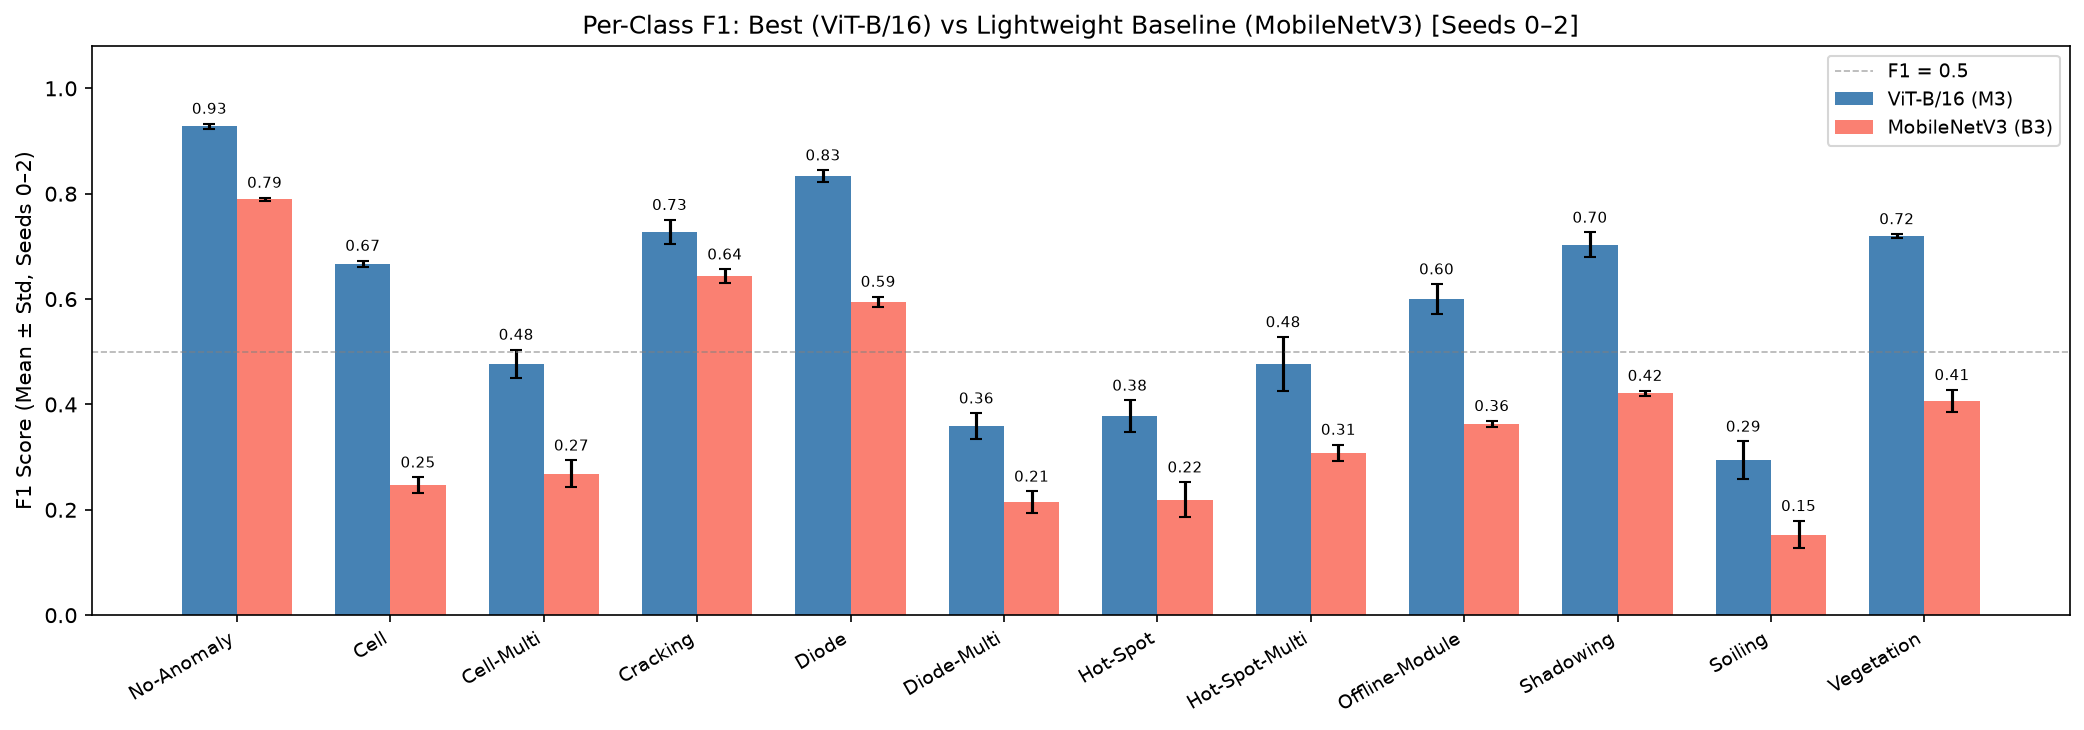 Per-Class F1: Best (ViT-B/16) vs Lightweight Baseline (MobileNetV3) [Seeds 0–2]
F1 Score (Mean ± Std, Seeds 0–2)
1.0
0.8
0.6
0.4
0.2
0.0
F1 = 0.5
ViT-B/16 (M3)
MobileNetV3 (B3)
0.93
0.79
0.67
0.25
0.48
0.27
0.73
0.64
0.83
0.59
0.36
0.21
0.38
0.22
0.48
0.31
0.60
0.36
0.70
0.42
0.29
0.15
0.72
0.41
No-Anomaly
Cell
Cell-Multi
Cracking
Diode
Diode-Multi
Hot-Spot
Hot-Spot-Multi
Offline-Module
Shadowing
Soiling
Vegetation